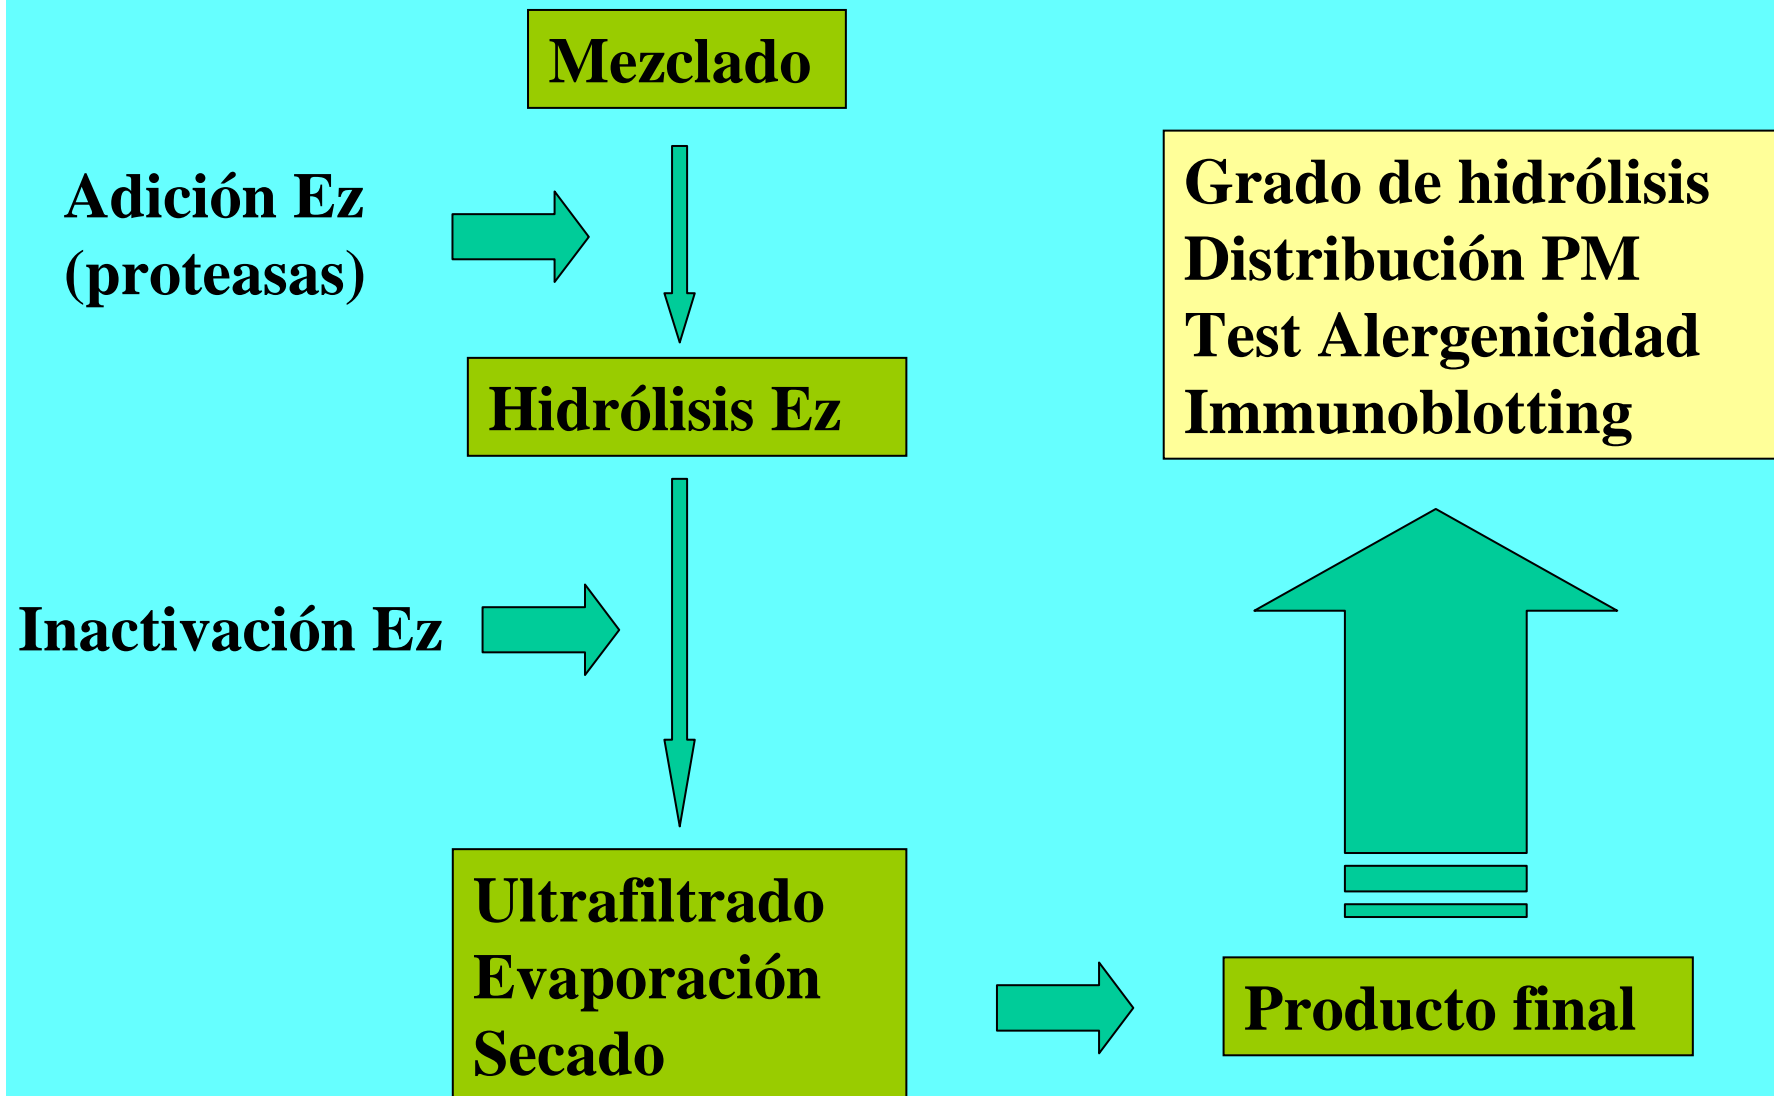 Mezclado
Adición Ez
(proteasas)
Hidrólisis Ez
Inactivación Ez
Ultrafiltrado
Evaporación
Secado
Producto final
Grado de hidrólisis
Distribución PM
Test Alergenicidad
Immunoblotting